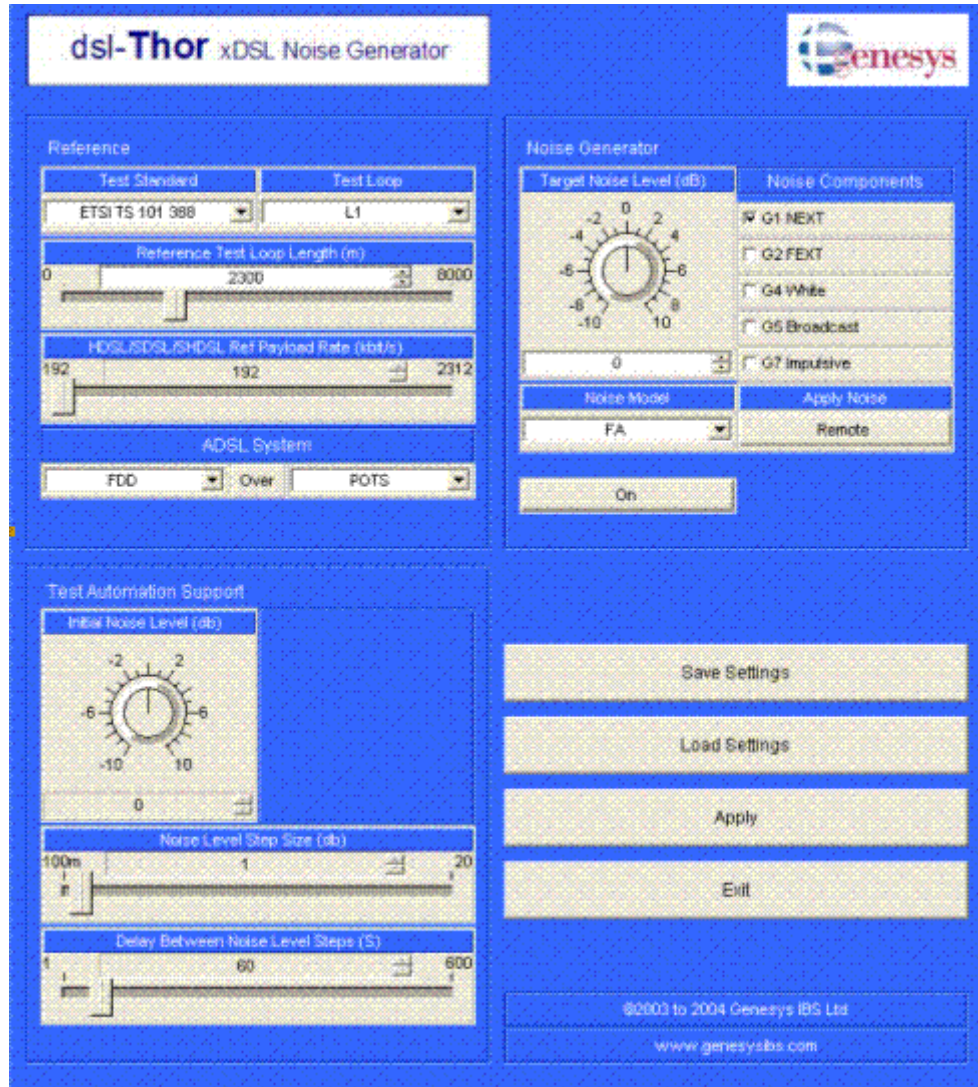 dsl-Thor xDSL Noise Generator
Genesys
Reference
Test Standard
Test Loop
ETSI TS 101 388
L1
Reference Test Loop Length (m)
0
2300
8000
HDSL/SDSL/SHDSL Ref Payload Rate (kbit/s)
192
192
2312
ADSL System
FDD
Over
POTS
Noise Generator
Target Noise Level (dB)
0
-2
2
-4
4
-6
6
-8
8
-10
10
0
Noise Model
FA
On
Noise Components
G1 NEXT
G2 FEXT
G4 White
G5 Broadcast
G7 Impulsive
Apply Noise
Remote
Test Automation Support
Initial Noise Level (db)
-2
2
-6
6
-10
10
0
Noise Level Step Size (db)
100m
1
20
Delay Between Noise Level Steps (S)
1
60
600
Save Settings
Load Settings
Apply
Exit
©2003 to 2004 Genesys IBS Ltd
www.genesysibs.com